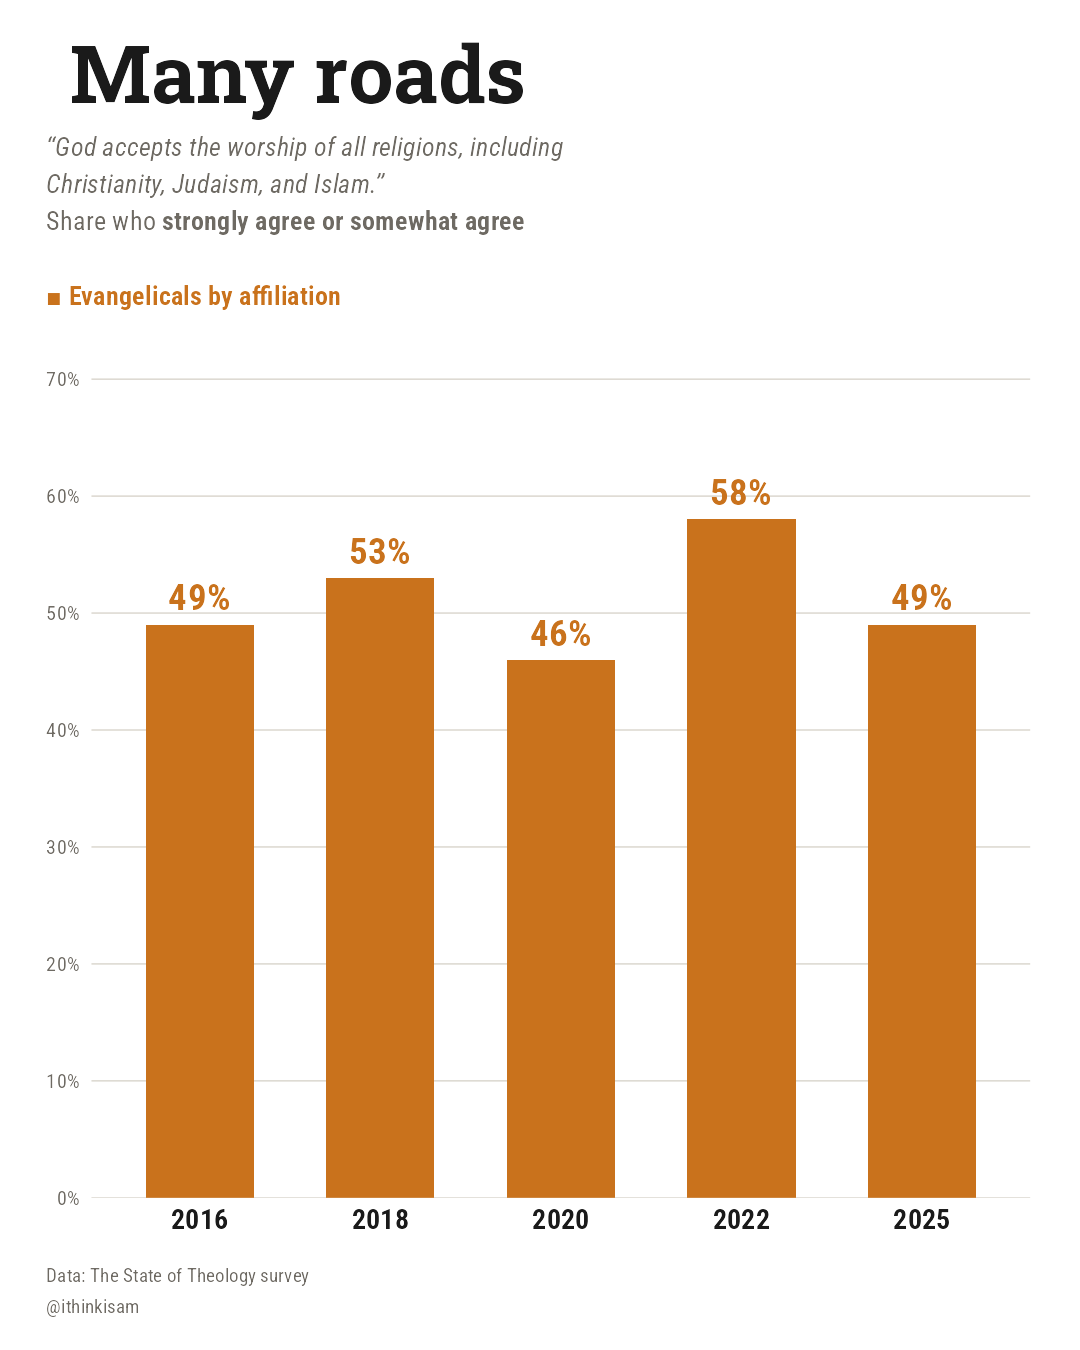 Many roads
“God accepts the worship of all religions, including
Christianity, Judaism, and Islam.”
Share who strongly agree or somewhat agree
■ Evangelicals by affiliation
70%
60%
50%
40%
30%
20%
10%
0%
49%
53%
46%
58%
49%
2016 2018 2020 2022 2025
Data: The State of Theology survey
@ithinkisam